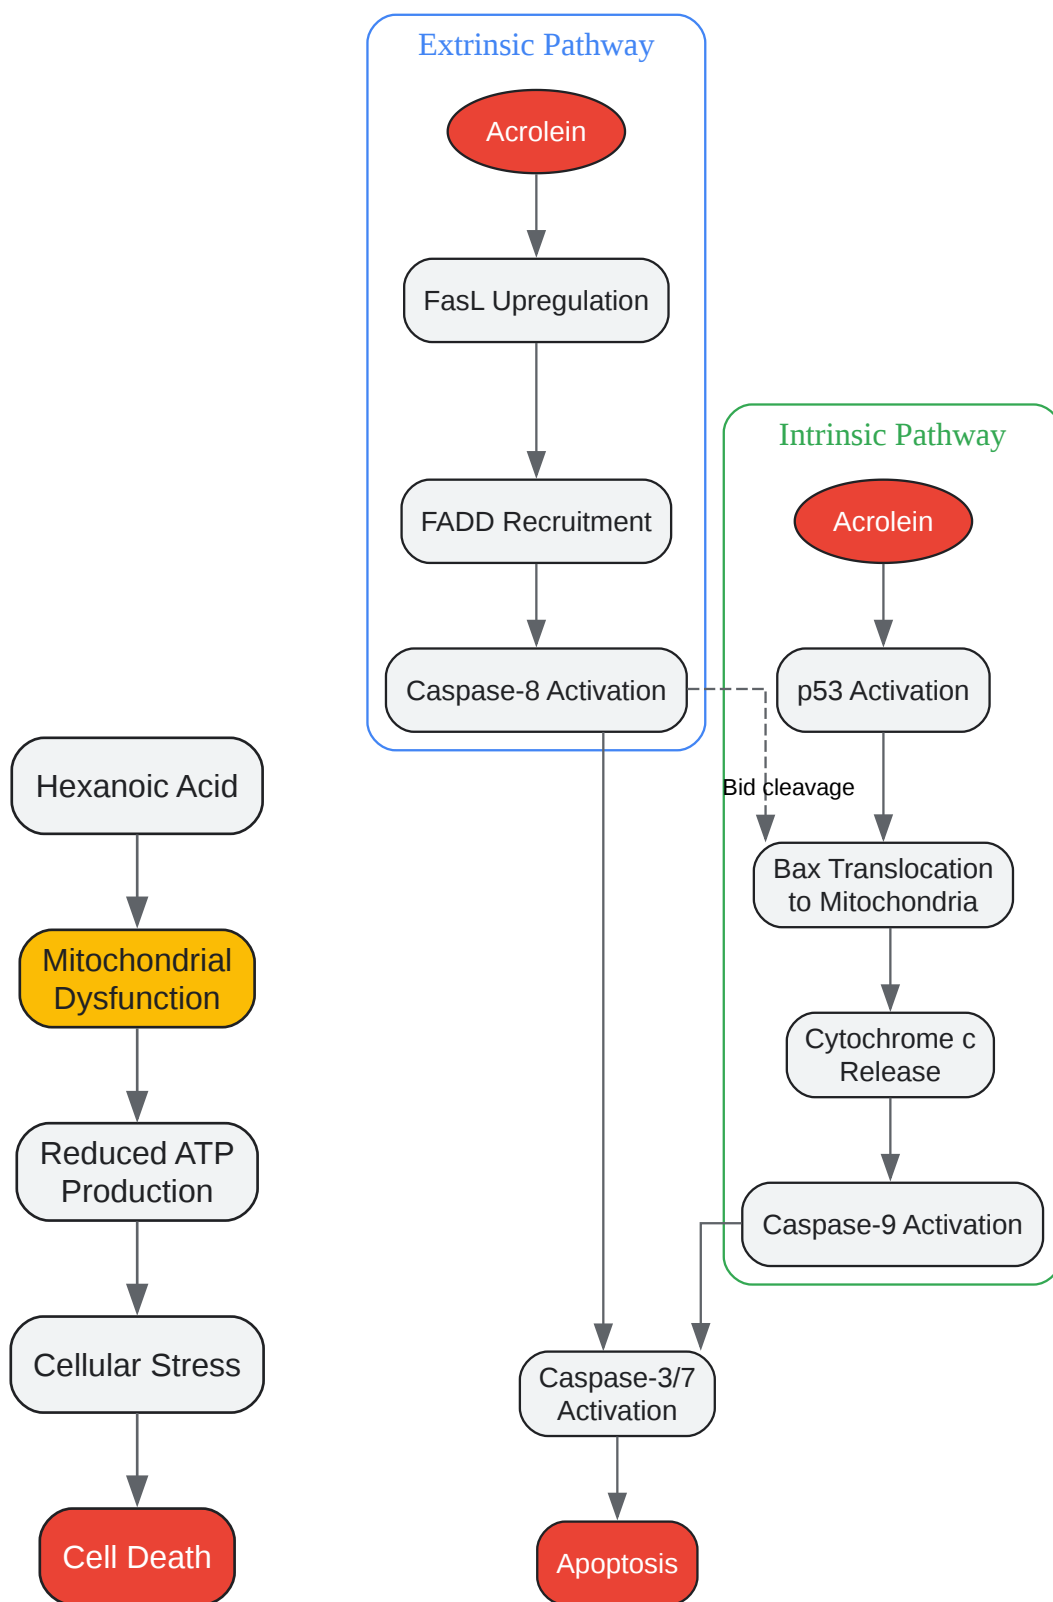 Extrinsic Pathway
Acrolein
FasL Upregulation
FADD Recruitment
Caspase-8 Activation
Intrinsic Pathway
Acrolein
p53 Activation
Bid cleavage
Bax Translocation
to Mitochondria
Cytochrome c
Release
Caspase-9 Activation
Caspase-3/7
Activation
Apoptosis
Hexanoic Acid
Mitochondrial
Dysfunction
Reduced ATP
Production
Cellular Stress
Cell Death